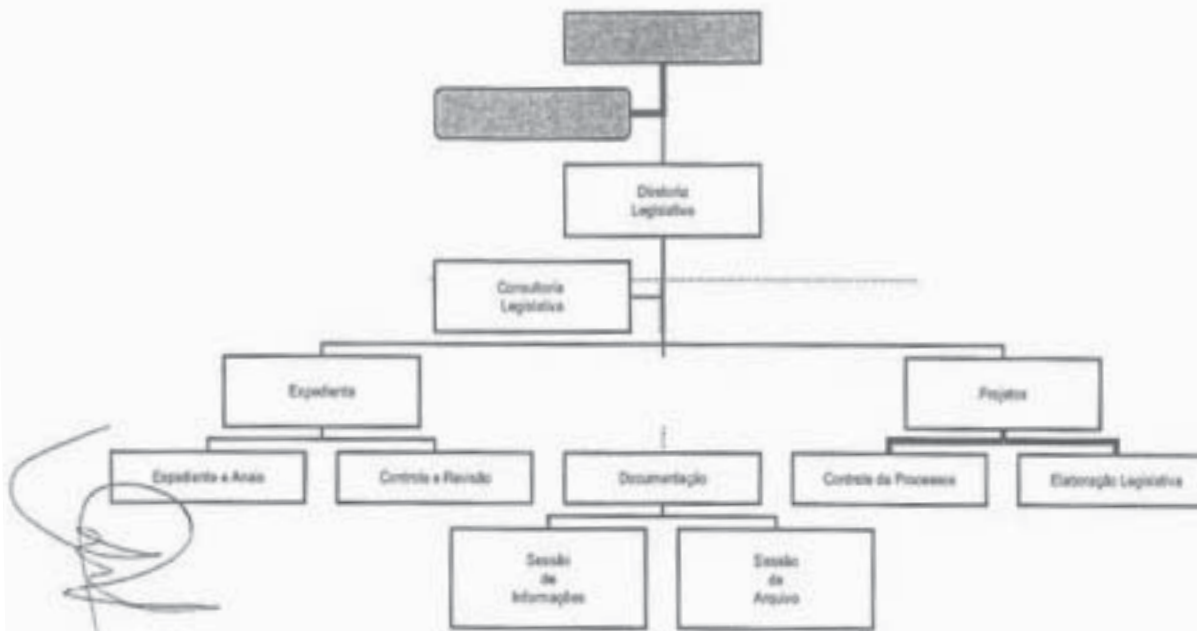 Diretoria
Legislativa
Consultoria
Legislativa
Expediente
Projetos
Expediente e Anais
Controle e Revisão
Documentação
Controle de Processos
Elaboração Legislativa
Sessão
de
Informações
Sessão
de
Arquivo